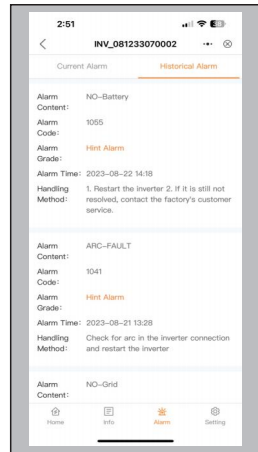 2:51
INV_081233070002
Current Alarm
Historical Alarm
Alarm Content: NO-Battery
Alarm Code: 1055
Alarm Grade: Hint Alarm
Alarm Time: 2023-08-22 14:18
Handling Method: 1. Restart the inverter 2. If it is still not
resolved, contact the factory's customer
service.
Alarm Content: ARC-FAULT
Alarm Code: 1041
Alarm Grade: Hint Alarm
Alarm Time: 2023-08-21 13:28
Handling Method: Check for arc in the inverter connection
and restart the inverter
Alarm Content: NO-Grid
Home
Info
Alarm
Setting